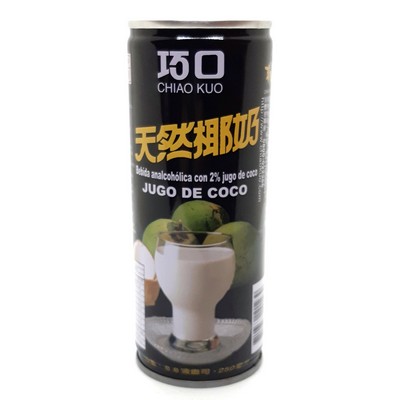 巧口
CHIAO KUO
天然椰奶
Bebida analcohólica con 2% jugo de coco
JUGO DE COCO